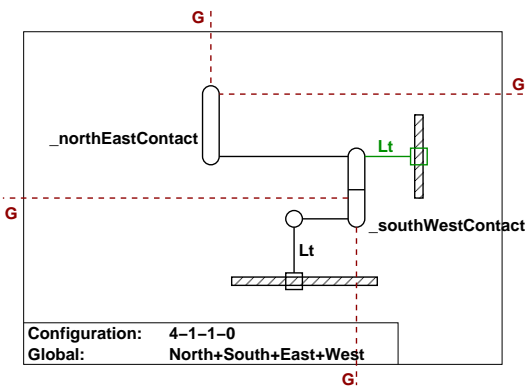 G
G
_northEastContact
Lt
G
_southWestContact
Lt
Configuration: 4−1−1−0
Global: North+South+East+West
G